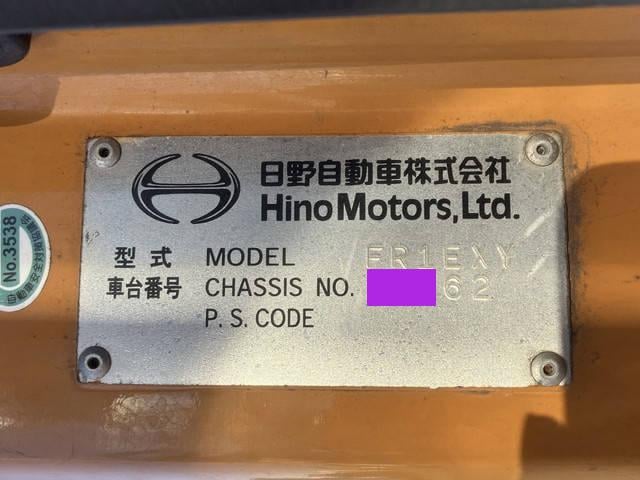 日野自動車株式会社
Hino Motors, Ltd.
型式 MODEL FR1EXY
車台番号 CHASSIS NO. 62
P. S. CODE
No.3538